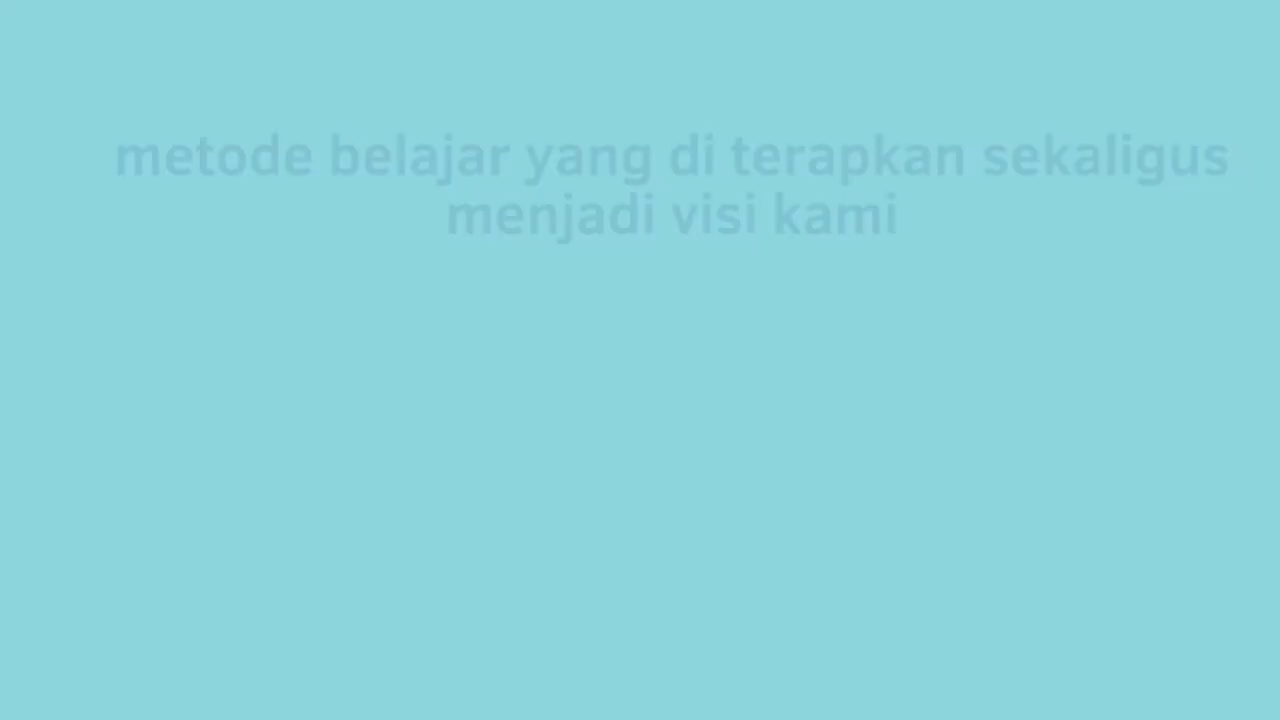 metode belajar yang di terapkan sekaligus
menjadi visi kami